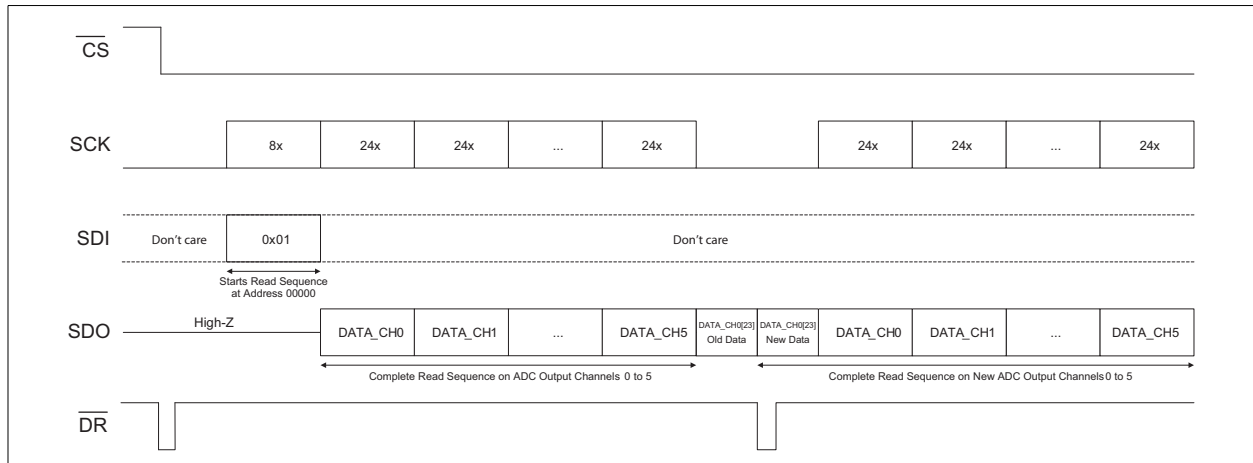 CS
SCK
8x
24x
24x
...
24x
24x
24x
...
24x
SDI
Don't care
0x01
Don't care
Starts Read Sequence
at Address 00000
SDO
High-Z
DATA_CH0
DATA_CH1
...
DATA_CH5
DATA_CH0[23]
Old Data
DATA_CH0[23]
New Data
DATA_CH0
DATA_CH1
...
DATA_CH5
Complete Read Sequence on ADC Output Channels 0 to 5
Complete Read Sequence on New ADC Output Channels 0 to 5
DR